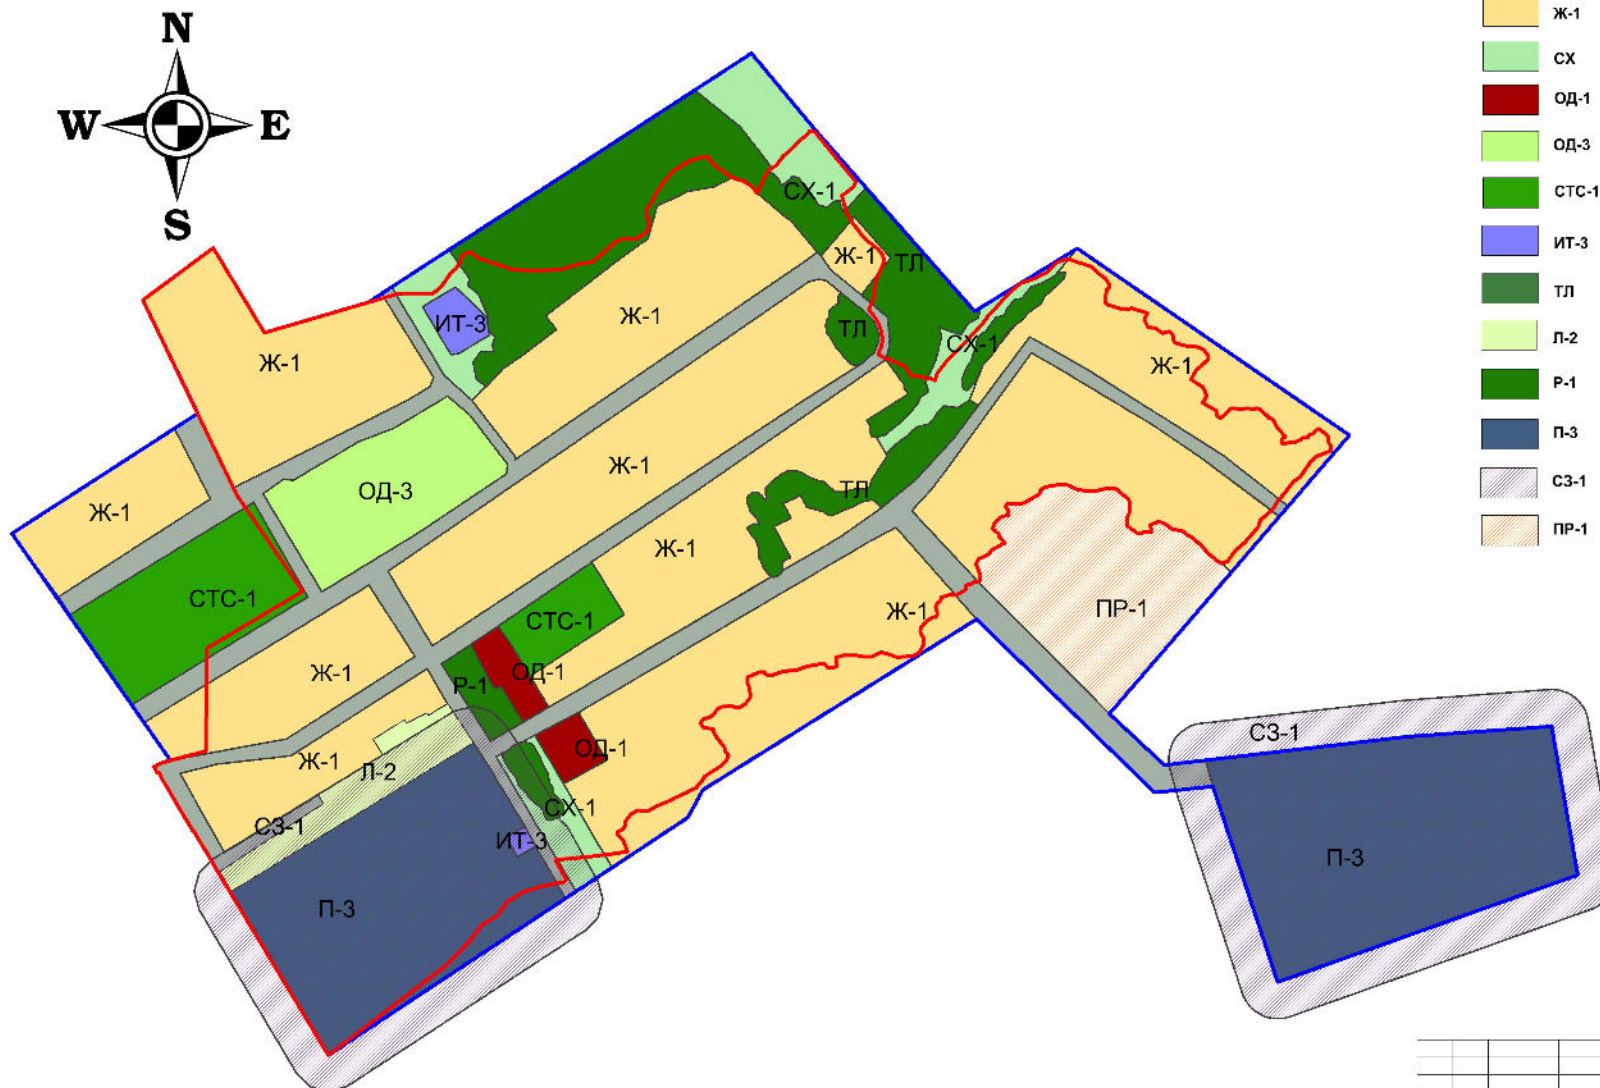 N
W E
S
Ж-1
СХ
ОД-1
ОД-3
СТС-1
ИТ-3
ТЛ
Л-2
Р-1
П-3
СЗ-1
ПР-1
СХ-1
Ж-1
ТЛ
ИТ-3
Ж-1
ТЛ
СХ-1
Ж-1
Ж-1
Ж-1
ОД-3
ТЛ
Ж-1
Ж-1
СТС-1
Ж-1
ПР-1
СТС-1
Ж-1
ОД-1
Р-1
СЗ-1
ОД-1
Ж-1
Л-2
СХ-1
СЗ-1
ИТ-3
П-3
П-3